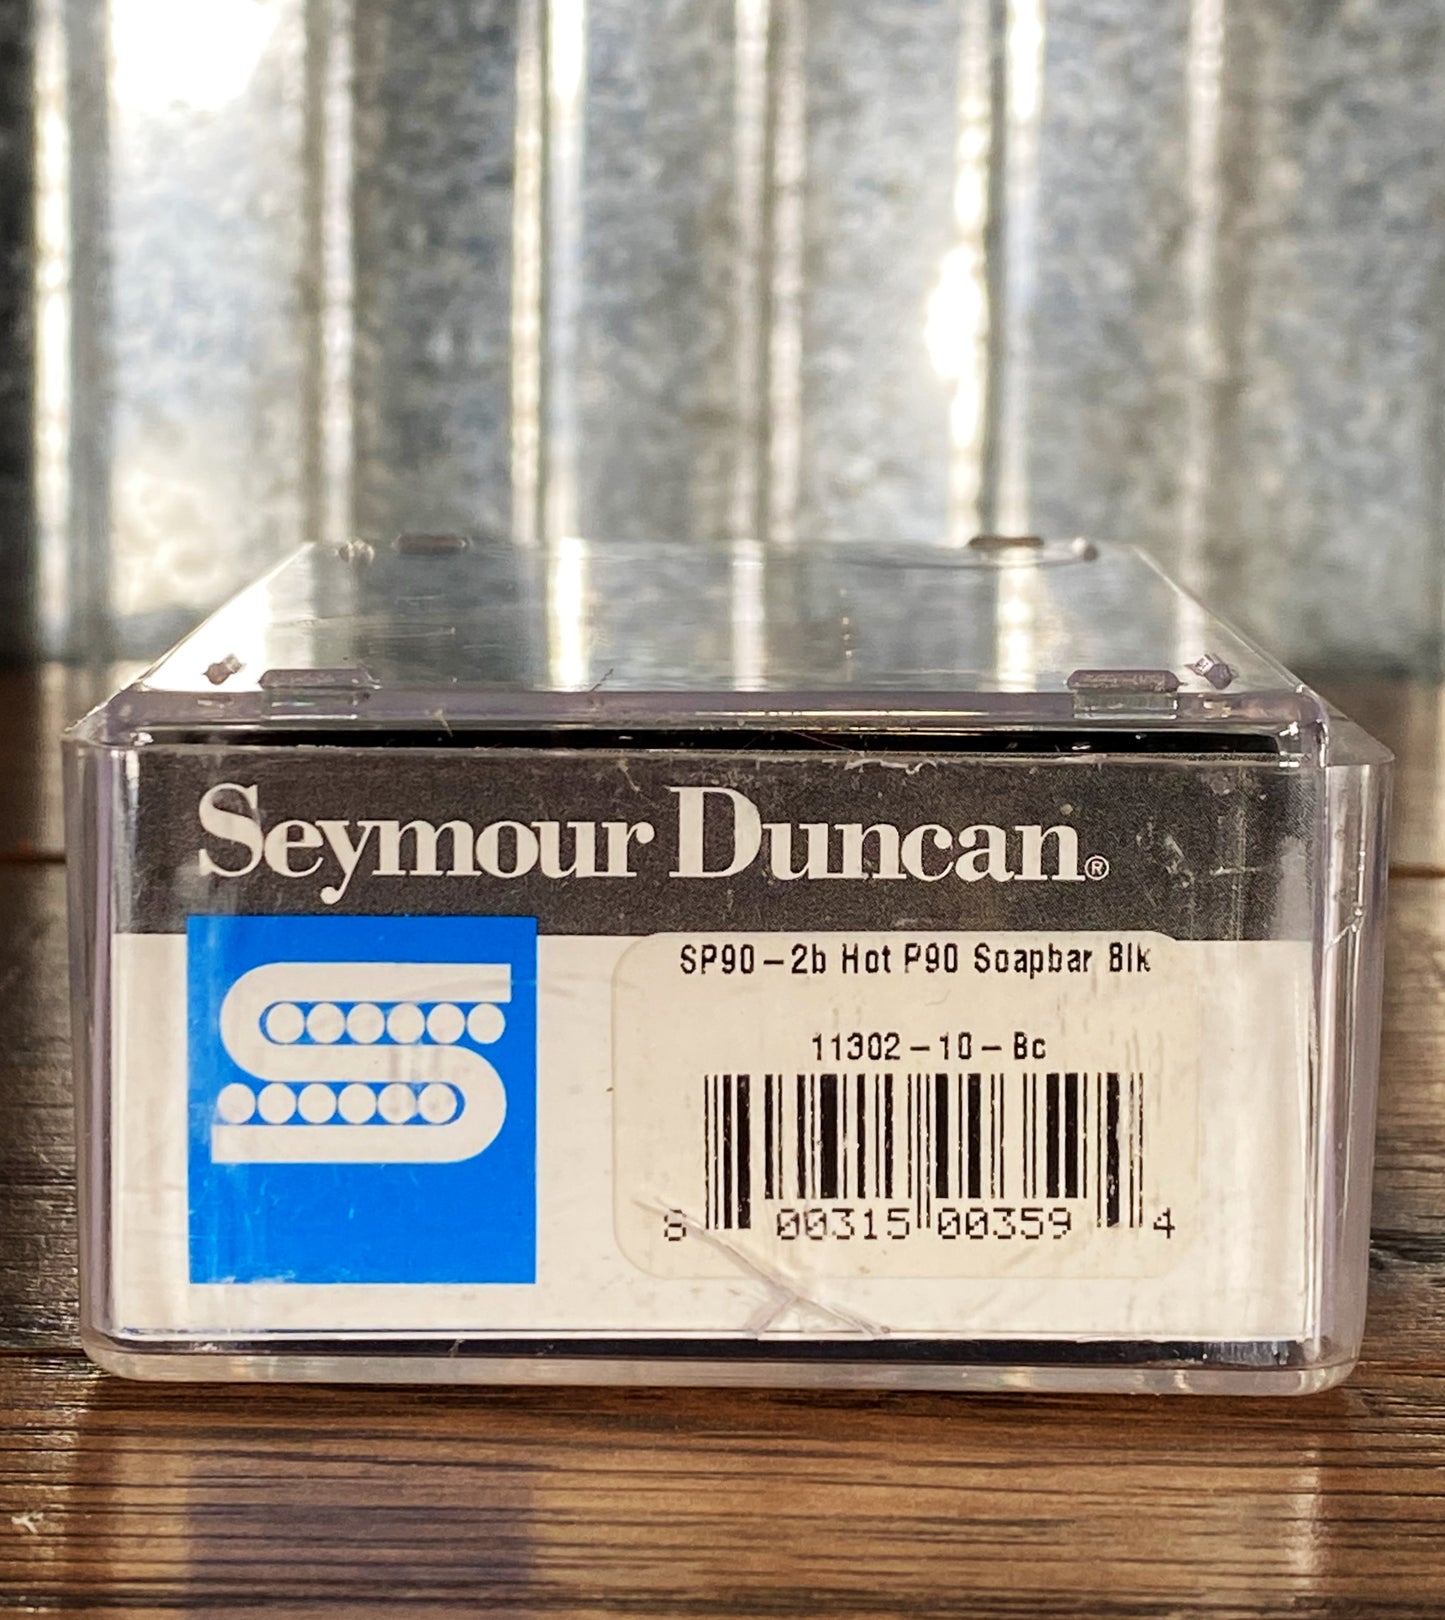 Seymour Duncan®
SP90-2b Hot P90 Soapbar Blk
11302-10-Bc
8 00315 00359 4